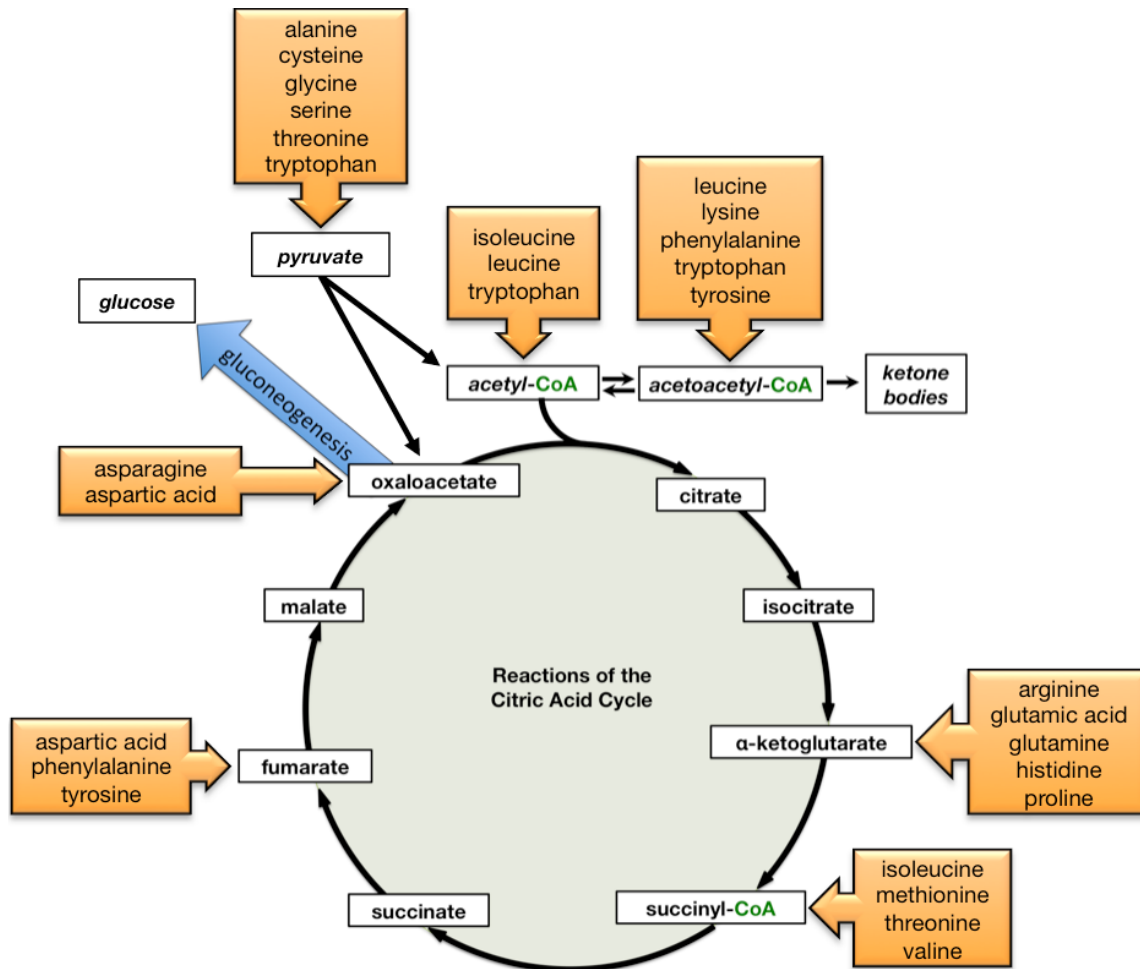 alanine
cysteine
glycine
serine
threonine
tryptophan
pyruvate
isoleucine
leucine
tryptophan
leucine
lysine
phenylalanine
tryptophan
tyrosine
glucose
gluconeogenesis
acetyl-CoA
acetoacetyl-CoA
ketone
bodies
asparagine
aspartic acid
oxaloacetate
citrate
malate
isocitrate
Reactions of the
Citric Acid Cycle
aspartic acid
phenylalanine
tyrosine
fumarate
α-ketoglutarate
arginine
glutamic acid
glutamine
histidine
proline
succinate
succinyl-CoA
isoleucine
methionine
threonine
valine